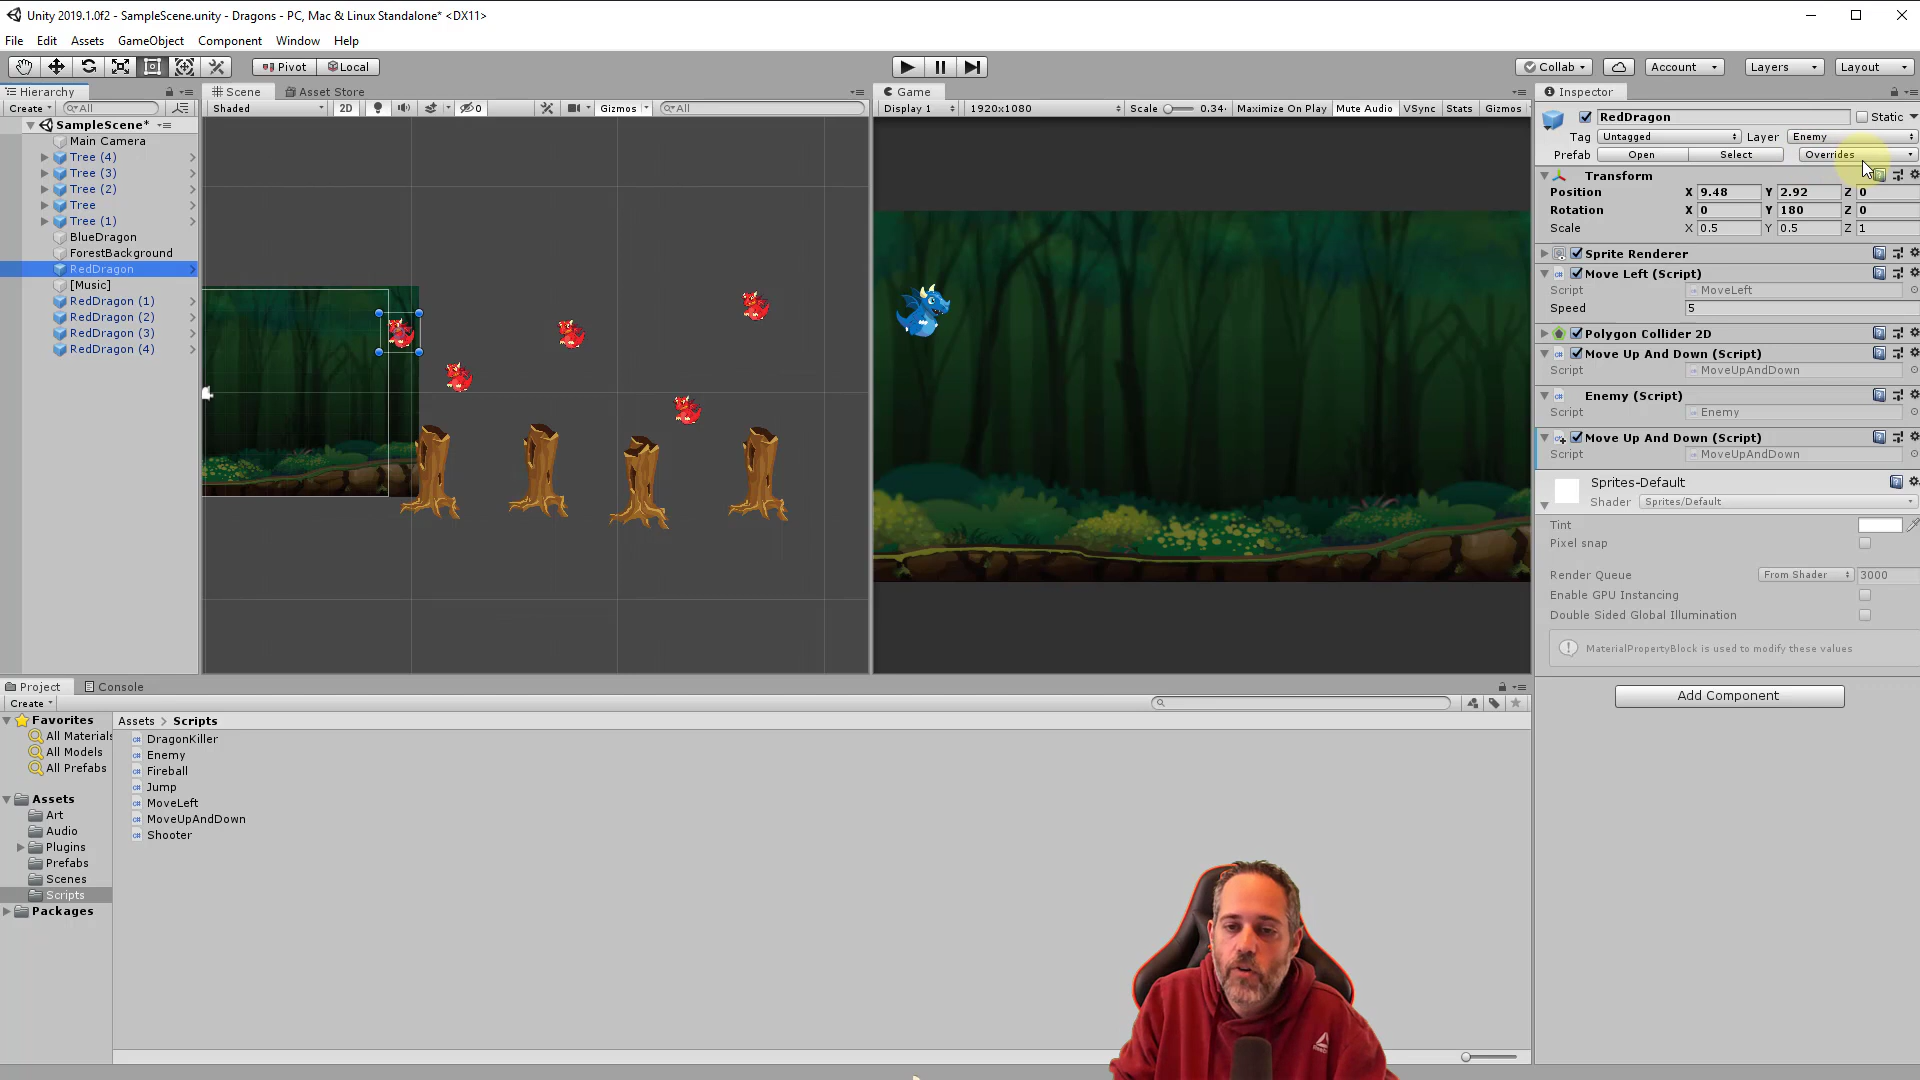 Unity 2019.1.0f2 - SampleScene.unity - Dragons - PC, Mac & Linux Standalone* <DX11>
File Edit Assets GameObject Component Window Help
Pivot Local Collab Account Layers Layout
Hierarchy
Create All
SampleScene*
Main Camera
Tree (4)
Tree (3)
Tree (2)
Tree
Tree (1)
BlueDragon
ForestBackground
RedDragon
[Music]
RedDragon (1)
RedDragon (2)
RedDragon (3)
RedDragon (4)
Scene Asset Store
Shaded 2D 0 Gizmos All
Game
Display 1 1920x1080 Scale 0.34 Maximize On Play Mute Audio VSync Stats Gizmos
Inspector
RedDragon Static
Tag Untagged Layer Enemy
Prefab Open Select Overrides
Transform
Position X 9.48 Y 2.92 Z 0
Rotation X 0 Y 180 Z 0
Scale X 0.5 Y 0.5 Z 1
Sprite Renderer
Move Left (Script)
Script MoveLeft
Speed 5
Polygon Collider 2D
Move Up And Down (Script)
Script MoveUpAndDown
Enemy (Script)
Script Enemy
Move Up And Down (Script)
Script MoveUpAndDown
Sprites-Default
Shader Sprites/Default
Tint
Pixel snap
Render Queue From Shader 3000
Enable GPU Instancing
Double Sided Global Illumination
MaterialPropertyBlock is used to modify these values
Add Component
Project Console
Create
Favorites
All Materials
All Models
All Prefabs
Assets
Art
Audio
Plugins
Prefabs
Scenes
Scripts
Packages
Assets > Scripts
DragonKiller
Enemy
Fireball
Jump
MoveLeft
MoveUpAndDown
Shooter